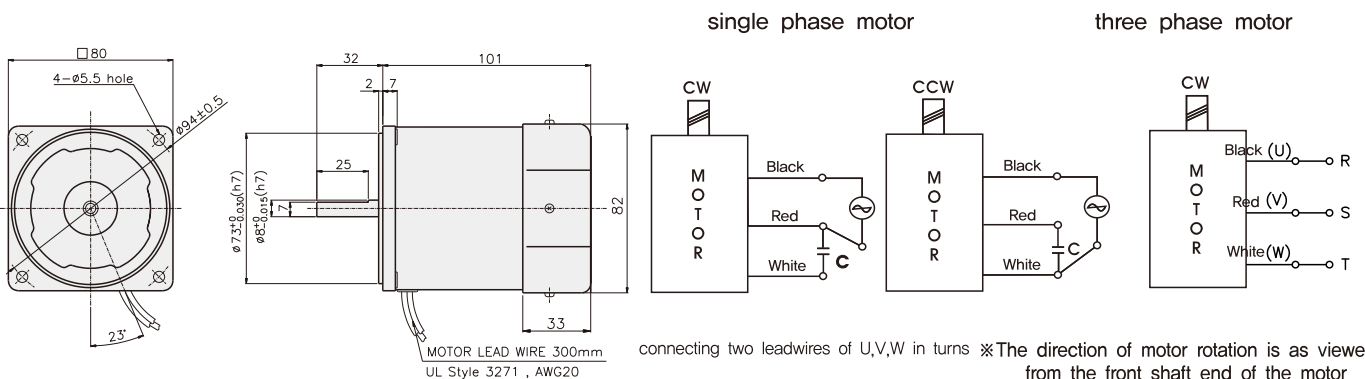 single phase motor
three phase motor
□80
4-ø5.5 hole
ø94±0.5
23°
32
101
2
7
25
7
ø73±0 0.030(h7)
ø8±0 0.015(h7)
82
33
MOTOR LEAD WIRE 300mm
UL Style 3271 , AWG20
CW
MOTOR
Black
Red
White
C
CCW
MOTOR
Black
Red
White
C
CW
MOTOR
Black (U)
R
Red (V)
S
White(W)
T
connecting two leadwires of U,V,W in turns
※The direction of motor rotation is as viewe
from the front shaft end of the motor